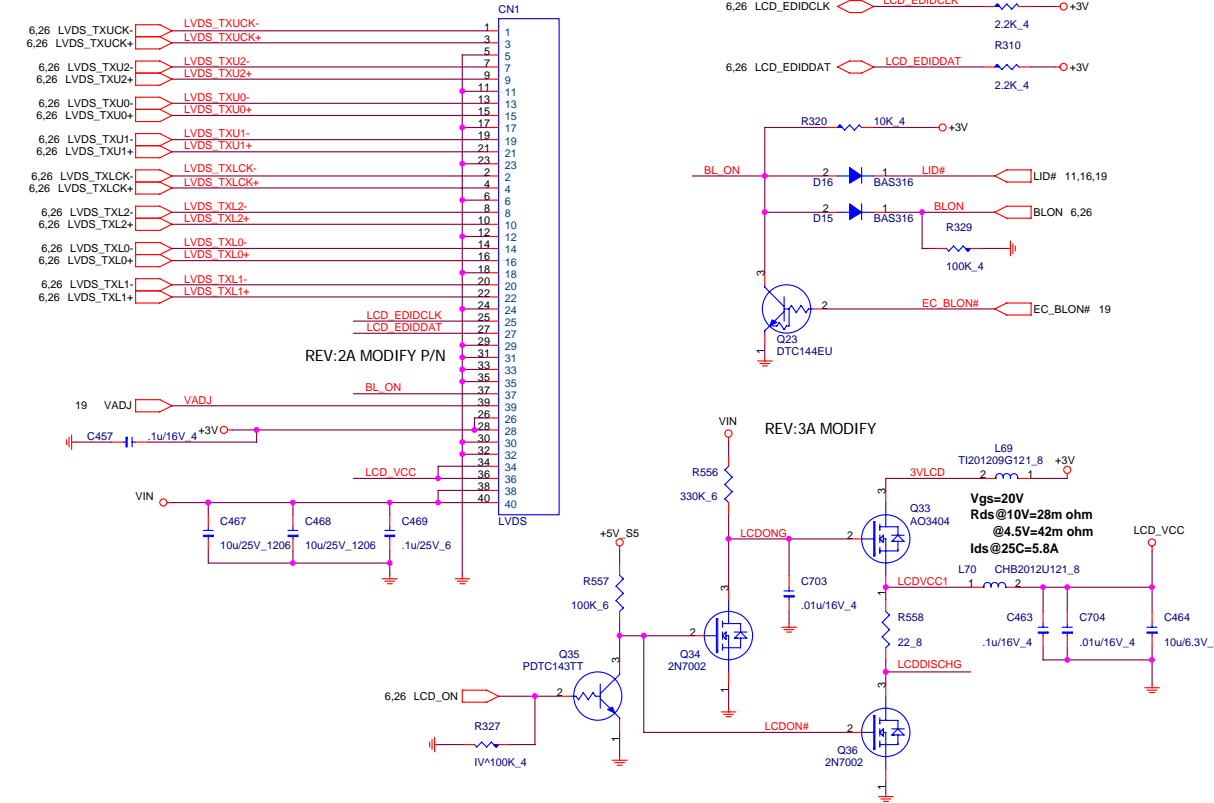 CN1
6,26 LVDS_TXUCK- LVDS_TXUCK- 1 1
6,26 LVDS_TXUCK+ LVDS_TXUCK+ 3 3
5 5
6,26 LVDS_TXU2- LVDS_TXU2- 7 7
6,26 LVDS_TXU2+ LVDS_TXU2+ 9 9
11 11
6,26 LVDS_TXU0- LVDS_TXU0- 13 13
6,26 LVDS_TXU0+ LVDS_TXU0+ 15 15
17 17
6,26 LVDS_TXU1- LVDS_TXU1- 19 19
6,26 LVDS_TXU1+ LVDS_TXU1+ 21 21
23 23
6,26 LVDS_TXLCK- LVDS_TXLCK- 2 2
6,26 LVDS_TXLCK+ LVDS_TXLCK+ 4 4
6 6
6,26 LVDS_TXL2- LVDS_TXL2- 8 8
6,26 LVDS_TXL2+ LVDS_TXL2+ 10 10
12 12
6,26 LVDS_TXL0- LVDS_TXL0- 14 14
6,26 LVDS_TXL0+ LVDS_TXL0+ 16 16
18 18
6,26 LVDS_TXL1- LVDS_TXL1- 20 20
6,26 LVDS_TXL1+ LVDS_TXL1+ 22 22
24 24
LCD_EDIDCLK 25 25
LCD_EDIDDAT 27 27
29 29
REV:2A MODIFY P/N 31 31
33 33
35 35
BL_ON 37 37
19 VADJ VADJ 39 39
26 26
+3V 28 28
C457 .1u/16V_4 30 30
32 32
34 34
LCD_VCC 36 36
38 38
VIN 40 40
LVDS
C467 C468 C469
10u/25V_1206 10u/25V_1206 .1u/25V_6
6,26 LCD_EDIDCLK LCD_EDIDCLK +3V
2.2K_4
R310
6,26 LCD_EDIDDAT LCD_EDIDDAT +3V
2.2K_4
R320 10K_4 +3V
BL_ON 2 1 LID# LID# 11,16,19
D16 BAS316
2 1 BLON BLON 6,26
D15 BAS316
R329
100K_4
3
2 EC_BLON# EC_BLON# 19
1
Q23
DTC144EU
REV:3A MODIFY
VIN
R556
330K_6
L69
TI201209G121_8
3VLCD 2 1 +3V
3
Q33
AO3404
Vgs=20V
Rds@10V=28m ohm
@4.5V=42m ohm
Ids@25C=5.8A
LCD_VCC
LCDONG 2
1
C703
.01u/16V_4
L70 CHB2012U121_8
LCDVCC1 1 2
C463 C704 C464
.1u/16V_4 .01u/16V_4 10u/6.3V_
R558
22_8
LCDDISCHG
+5V_S5
R557
100K_6
3
2
Q34
2N7002
1
Q35
PDTC143TT
3
6,26 LCD_ON 2
1
R327
IV^100K_4
LCDON# 2
3
Q36
2N7002
1